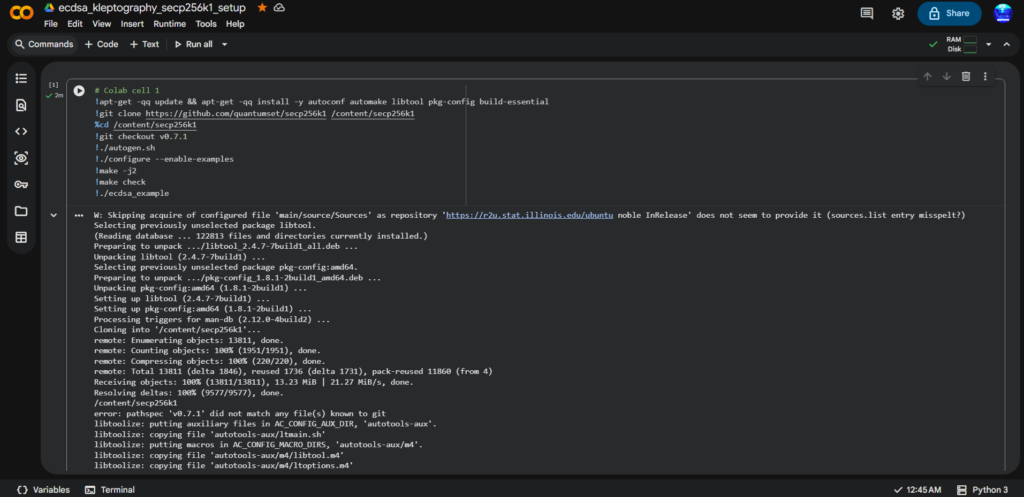 CO ecdsa_kleptography_secp256k1_setup
File Edit View Insert Runtime Tools Help
Share
Commands + Code + Text Run all
RAM
Disk
[1]
2m
# Colab cell 1
!apt-get -qq update && apt-get -qq install -y autoconf automake libtool pkg-config build-essential
!git clone https://github.com/quantumset/secp256k1 /content/secp256k1
%cd /content/secp256k1
!git checkout v0.7.1
!./autogen.sh
!./configure --enable-examples
!make -j2
!make check
!./ecdsa_example
W: Skipping acquire of configured file 'main/source/Sources' as repository 'https://r2u.stat.illinois.edu/ubuntu noble InRelease' does not seem to provide it (sources.list entry misspelt?)
Selecting previously unselected package libtool.
(Reading database ... 122813 files and directories currently installed.)
Preparing to unpack .../libtool_2.4.7-7build1_all.deb ...
Unpacking libtool (2.4.7-7build1) ...
Selecting previously unselected package pkg-config:amd64.
Preparing to unpack .../pkg-config_1.8.1-2build1_amd64.deb ...
Unpacking pkg-config:amd64 (1.8.1-2build1) ...
Setting up libtool (2.4.7-7build1) ...
Setting up pkg-config:amd64 (1.8.1-2build1) ...
Processing triggers for man-db (2.12.0-4build2) ...
Cloning into '/content/secp256k1'...
remote: Enumerating objects: 13811, done.
remote: Counting objects: 100% (1951/1951), done.
remote: Compressing objects: 100% (220/220), done.
remote: Total 13811 (delta 1846), reused 1736 (delta 1731), pack-reused 11860 (from 4)
Receiving objects: 100% (13811/13811), 13.23 MiB | 21.27 MiB/s, done.
Resolving deltas: 100% (9577/9577), done.
/content/secp256k1
error: pathspec 'v0.7.1' did not match any file(s) known to git
libtoolize: putting auxiliary files in AC_CONFIG_AUX_DIR, 'autotools-aux'.
libtoolize: copying file 'autotools-aux/ltmain.sh'
libtoolize: putting macros in AC_CONFIG_MACRO_DIRS, 'autotools-aux/m4'.
libtoolize: copying file 'autotools-aux/m4/libtool.m4'
libtoolize: copying file 'autotools-aux/m4/ltoptions.m4'
Variables Terminal 12:45 AM Python 3